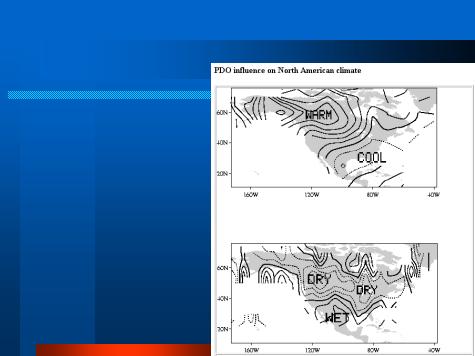 PDO influence on North American climate
60N
WARM
40N
COOL
20N
160W 120W 80W 40W
60N
DRY
DRY
40N
WET
20N
160W 120W 80W 40W